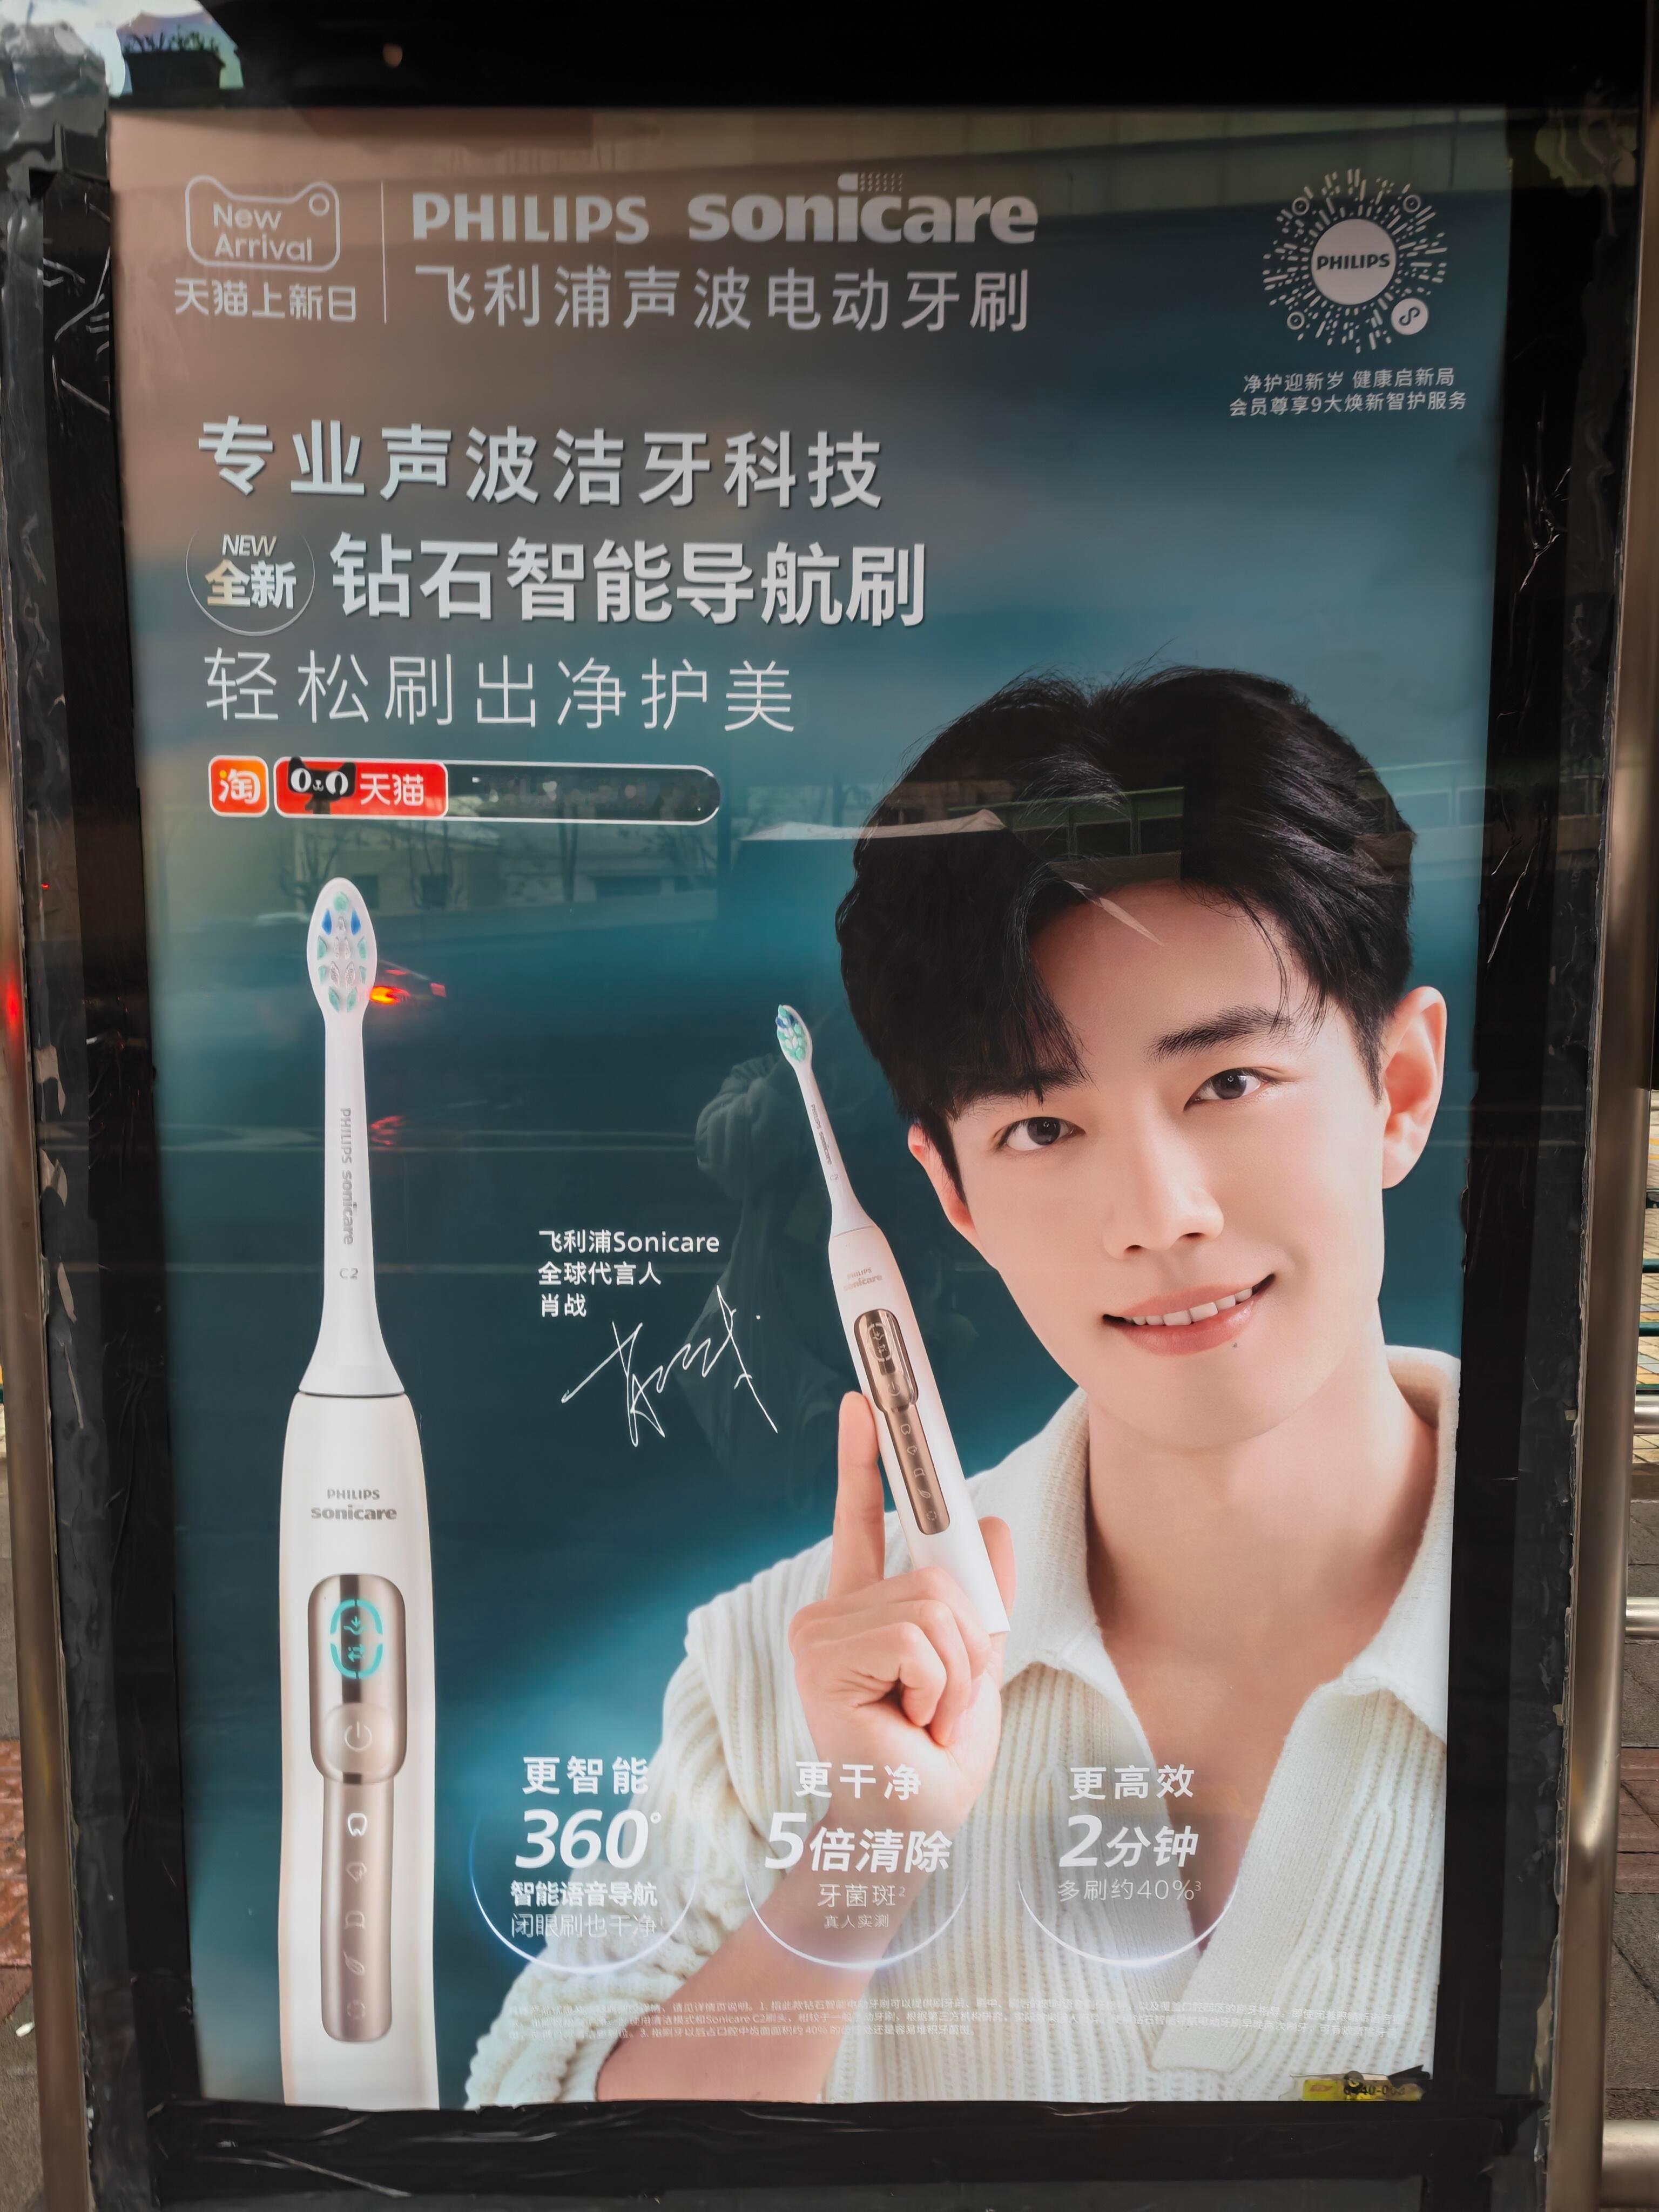 New
Arrival
天猫上新日
PHILIPS sonicare
飞利浦声波电动牙刷
PHILIPS
净护迎新岁 健康启新局
会员尊享9大焕新智护服务
专业声波洁牙科技
NEW
全新
钻石智能导航刷
轻松刷出净护美
淘
天猫
PHILIPS sonicare
C2
飞利浦Sonicare
全球代言人
肖战
肖战
PHILIPS
sonicare
PHILIPS
sonicare
更智能
360°
智能语音导航
闭眼刷也干净¹
更干净
5倍清除
牙菌斑²
真人实测
更高效
2分钟
多刷约40%³